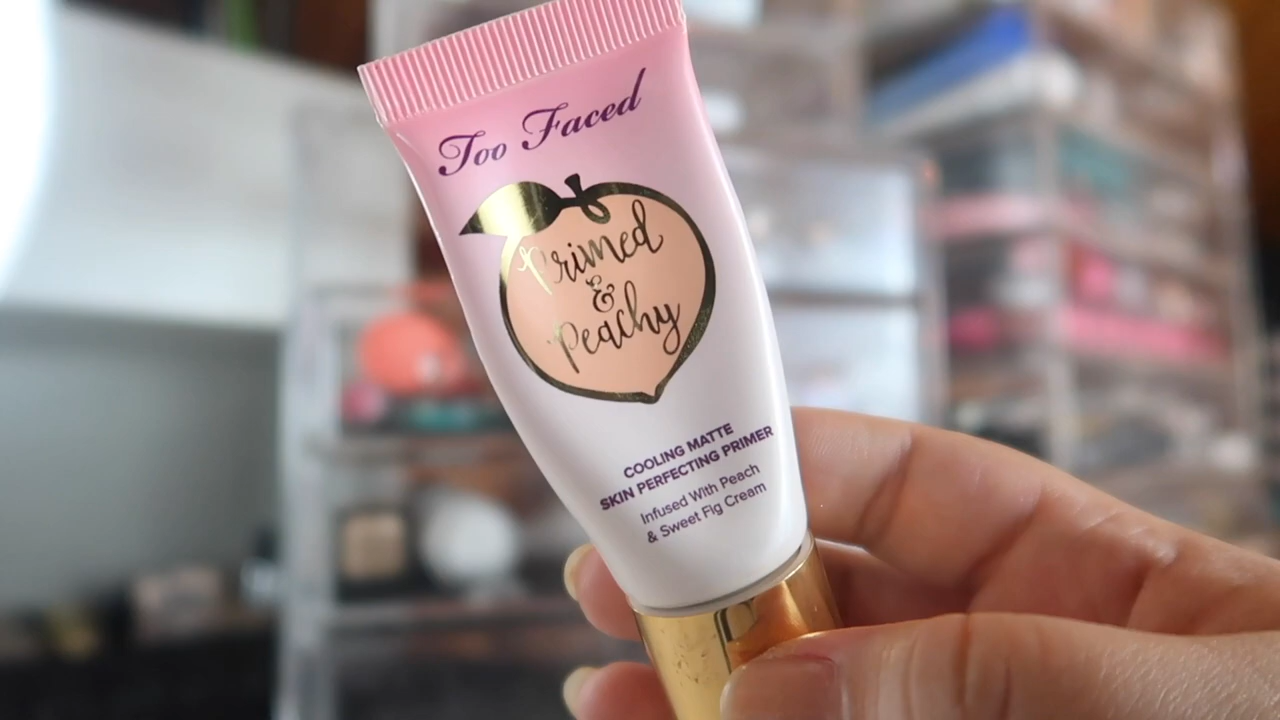 Too Faced
Primed
&
Peachy
COOLING MATTE
SKIN PERFECTING PRIMER
Infused With Peach
& Sweet Fig Cream